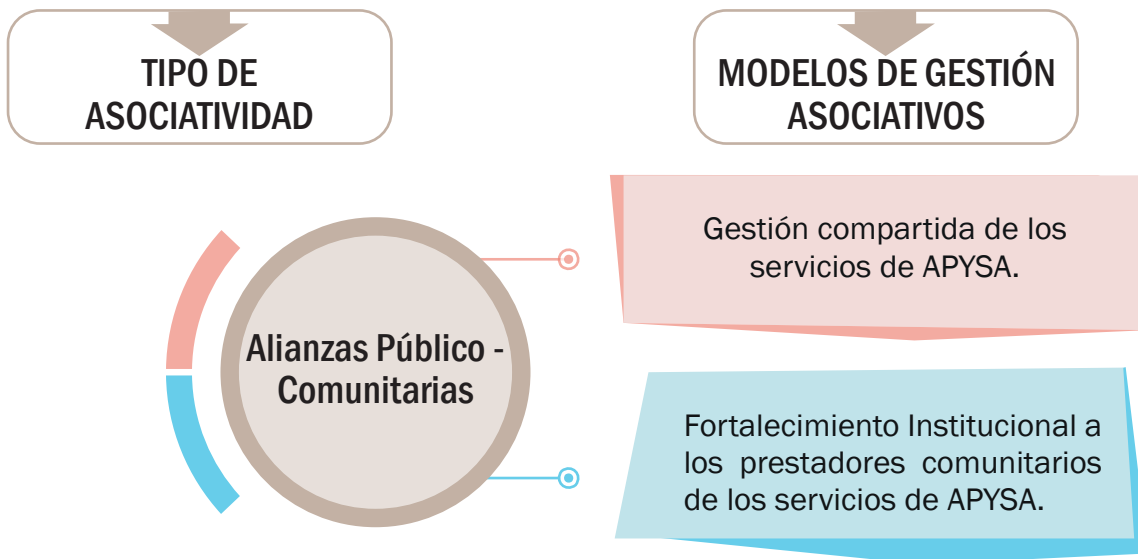 TIPO DE
ASOCIATIVIDAD
MODELOS DE GESTIÓN
ASOCIATIVOS
Alianzas Público -
Comunitarias
Gestión compartida de los
servicios de APYSA.
Fortalecimiento Institucional a
los prestadores comunitarios
de los servicios de APYSA.